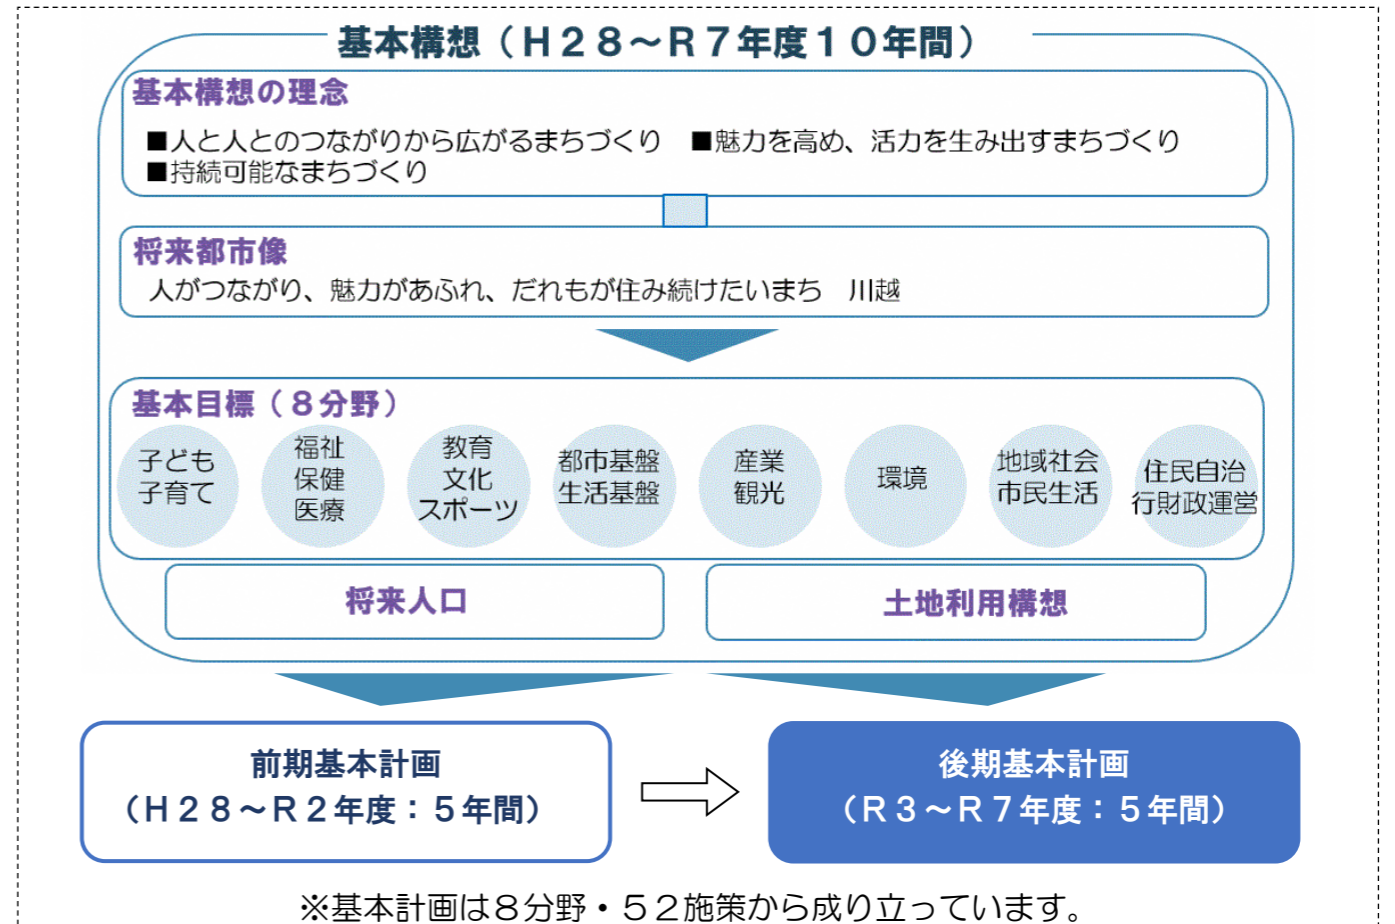 基本構想（Ｈ２８～Ｒ７年度１０年間）
基本構想の理念
■人と人とのつながりから広がるまちづくり　■魅力を高め、活力を生み出すまちづくり
■持続可能なまちづくり
将来都市像
人がつながり、魅力があふれ、だれもが住み続けたいまち　川越
基本目標（８分野）
子ども
子育て
福祉
保健
医療
教育
文化
スポーツ
都市基盤
生活基盤
産業
観光
環境
地域社会
市民生活
住民自治
行財政運営
将来人口
土地利用構想
前期基本計画
（Ｈ２８～Ｒ２年度：５年間）
後期基本計画
（Ｒ３～Ｒ７年度：５年間）
※基本計画は８分野・５２施策から成り立っています。